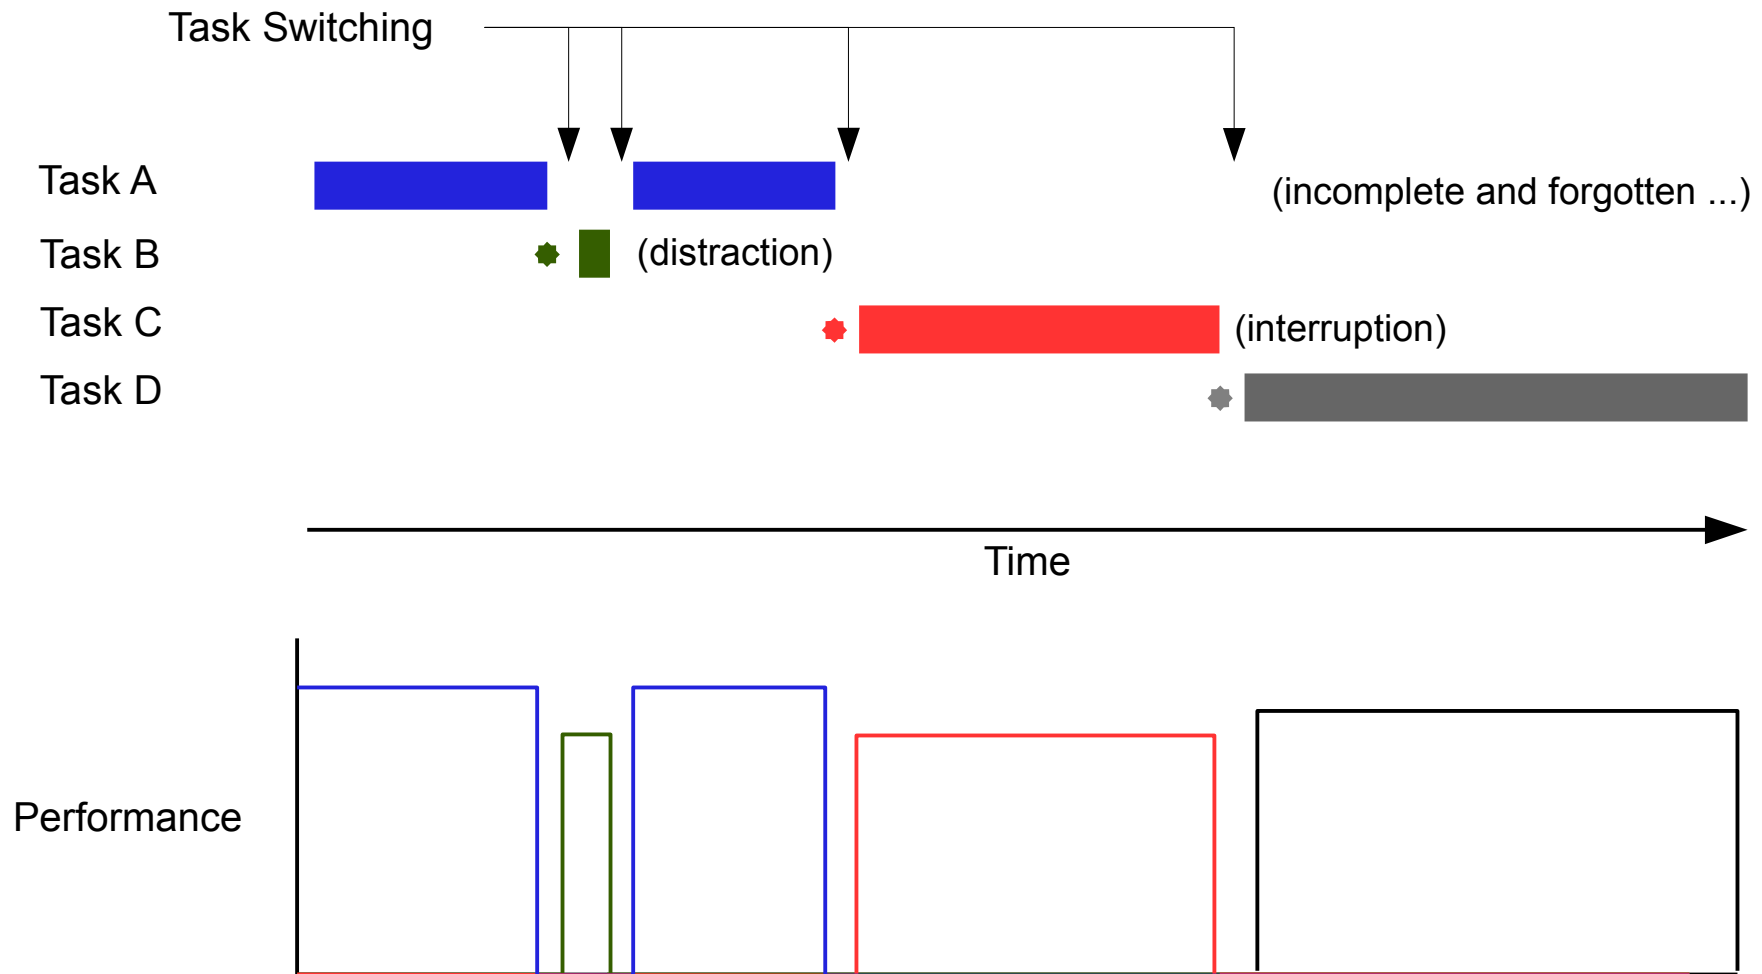 Task Switching
Task A
(incomplete and forgotten ...)
Task B
(distraction)
Task C
(interruption)
Task D
Time
Performance